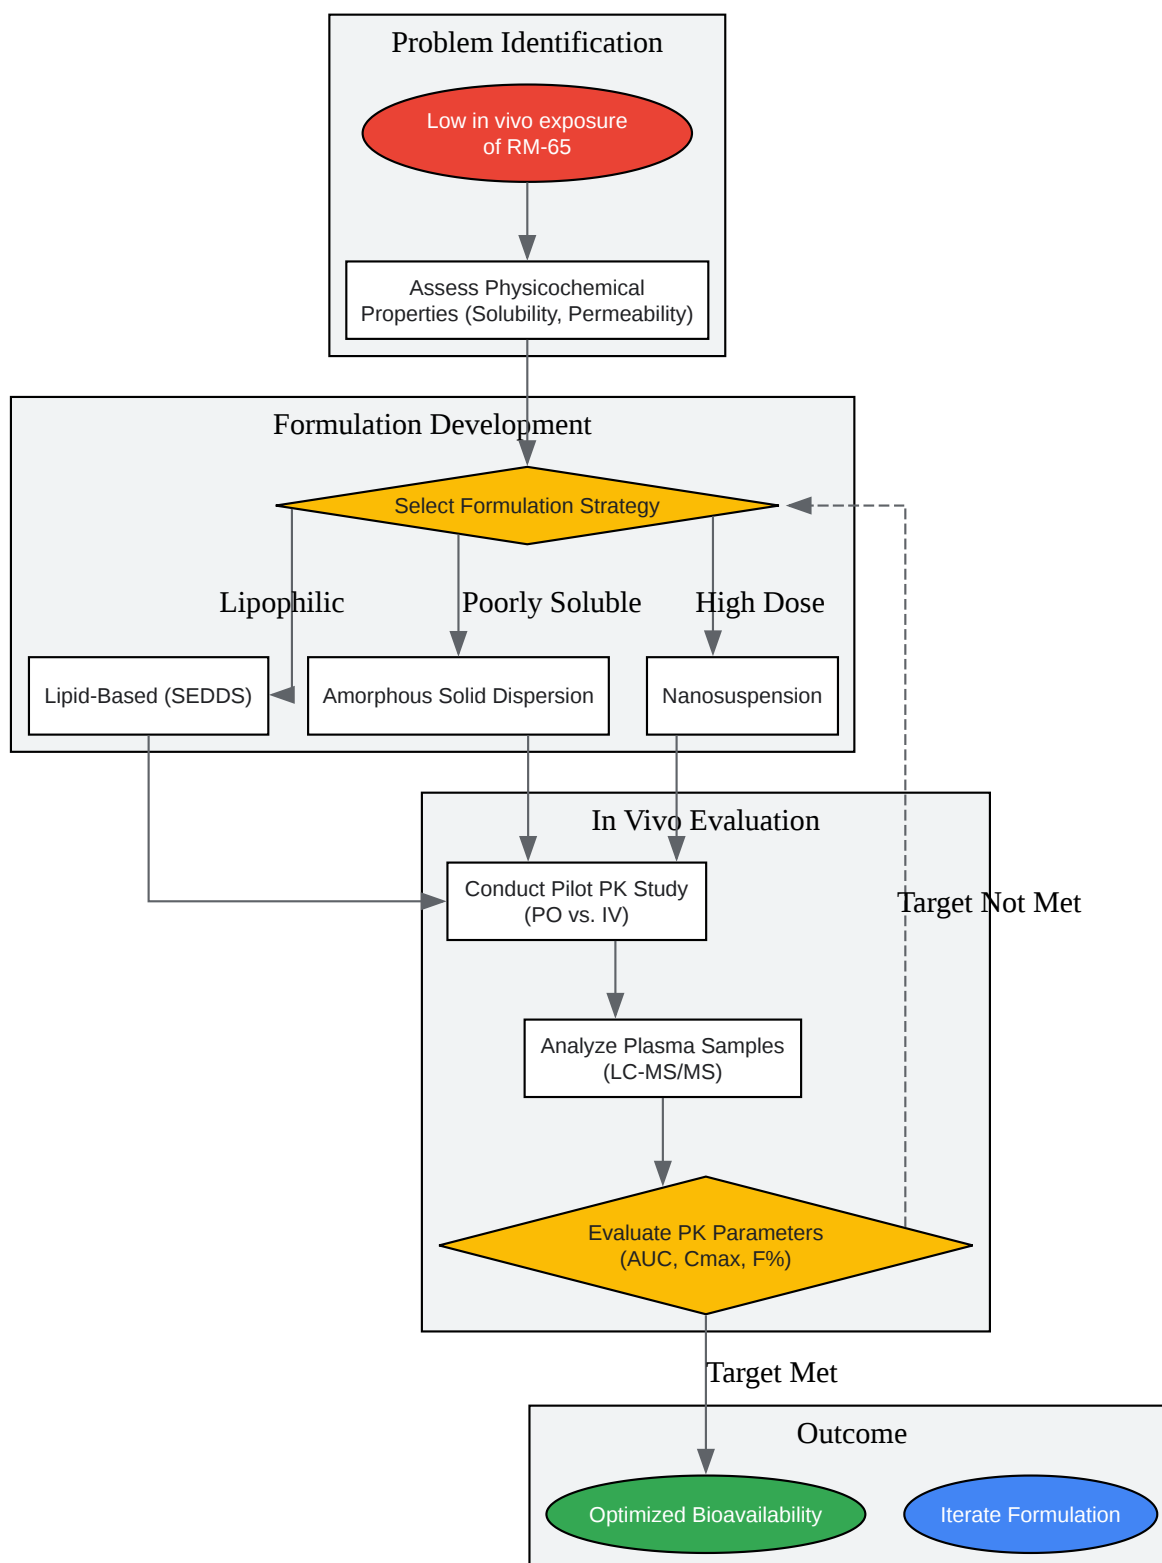 Problem Identification
Low in vivo exposure
of RM-65
Assess Physicochemical
Properties (Solubility, Permeability)
Formulation Development
Select Formulation Strategy
Lipophilic
Poorly Soluble
High Dose
Lipid-Based (SEDDS)
Amorphous Solid Dispersion
Nanosuspension
In Vivo Evaluation
Conduct Pilot PK Study
(PO vs. IV)
Target Not Met
Analyze Plasma Samples
(LC-MS/MS)
Evaluate PK Parameters
(AUC, Cmax, F%)
Target Met
Outcome
Optimized Bioavailability
Iterate Formulation